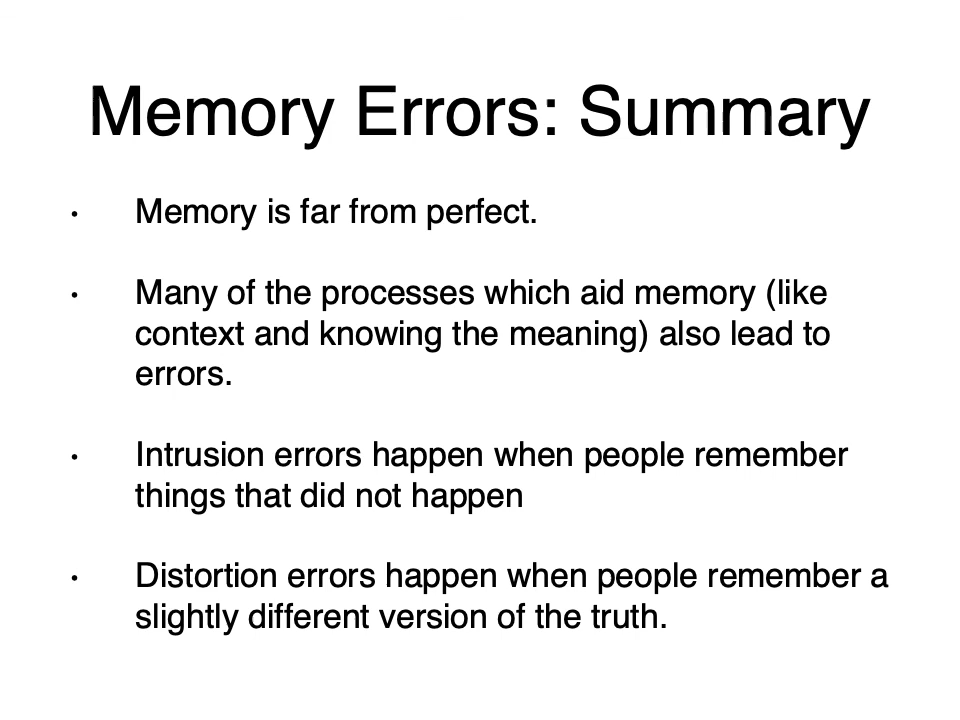 Memory Errors: Summary
• Memory is far from perfect.
• Many of the processes which aid memory (like
context and knowing the meaning) also lead to
errors.
• Intrusion errors happen when people remember
things that did not happen
• Distortion errors happen when people remember a
slightly different version of the truth.